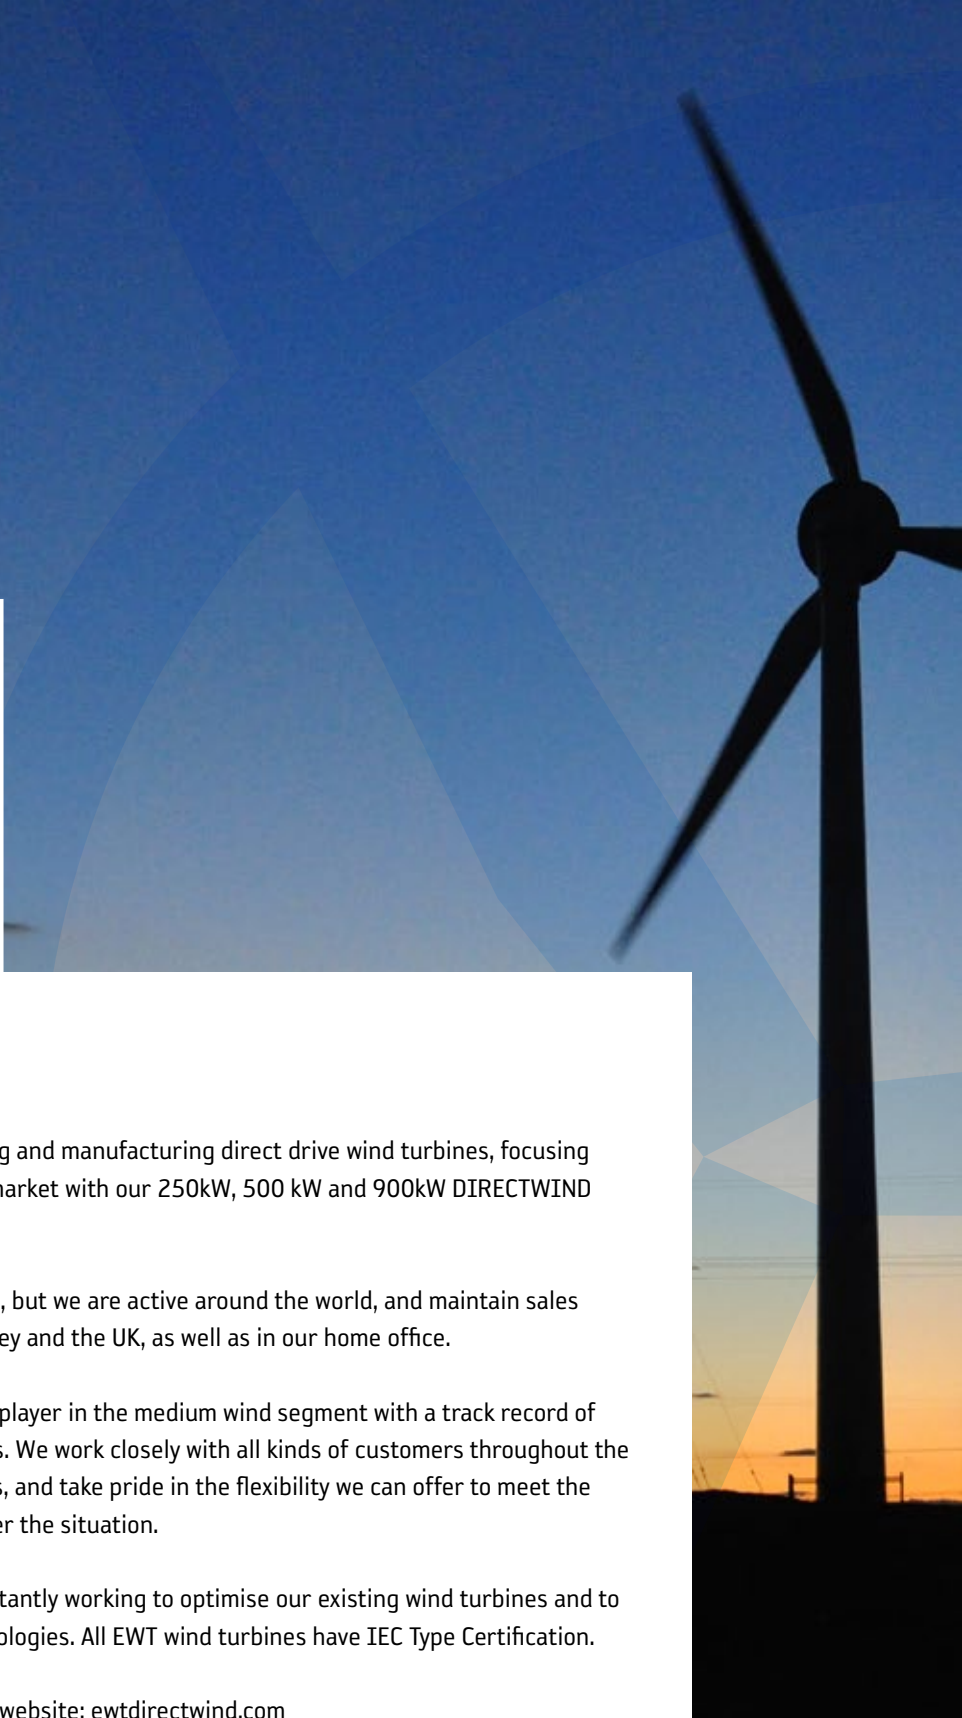 g and manufacturing direct drive wind turbines, focusing
market with our 250kW, 500 kW and 900kW DIRECTWIND
, but we are active around the world, and maintain sales
ey and the UK, as well as in our home office.
player in the medium wind segment with a track record of
s. We work closely with all kinds of customers throughout the
s, and take pride in the flexibility we can offer to meet the
er the situation.
tantly working to optimise our existing wind turbines and to
ologies. All EWT wind turbines have IEC Type Certification.
website: ewtdirectwind.com